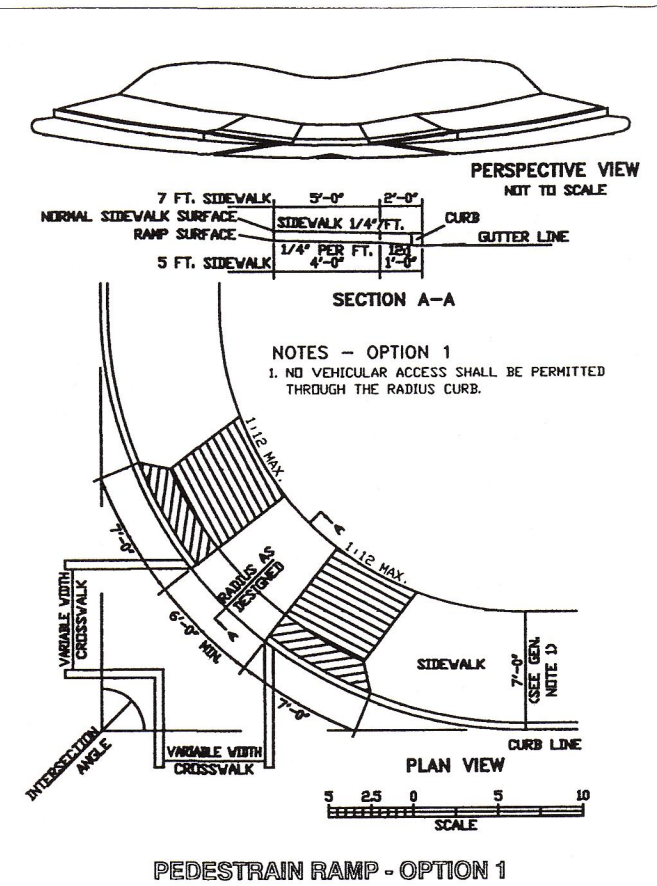 PERSPECTIVE VIEW
NOT TO SCALE
7 FT. SIDEWALK 5'-0" 2'-0"
NORMAL SIDEWALK SURFACE
SIDEWALK 1/4"/FT.
CURB
RAMP SURFACE
GUTTER LINE
1/4" PER FT.
5 FT. SIDEWALK 4'-0" 1'-0"
SECTION A-A
NOTES - OPTION 1
1. NO VEHICULAR ACCESS SHALL BE PERMITTED
THROUGH THE RADIUS CURB.
1:12 MAX.
A
1:12 MAX.
7'-0"
RADIUS AS
DESIGNED
A
6'-0" MIN.
VARIABLE WIDTH
CROSSWALK
SIDEWALK
7'-0"
(SEE GEN.
NOTE 1)
7'-0"
CURB LINE
INTERSECTION
ANGLE
VARIABLE WIDTH
CROSSWALK
PLAN VIEW
5 2.5 0 5 10
SCALE
PEDESTRAIN RAMP - OPTION 1